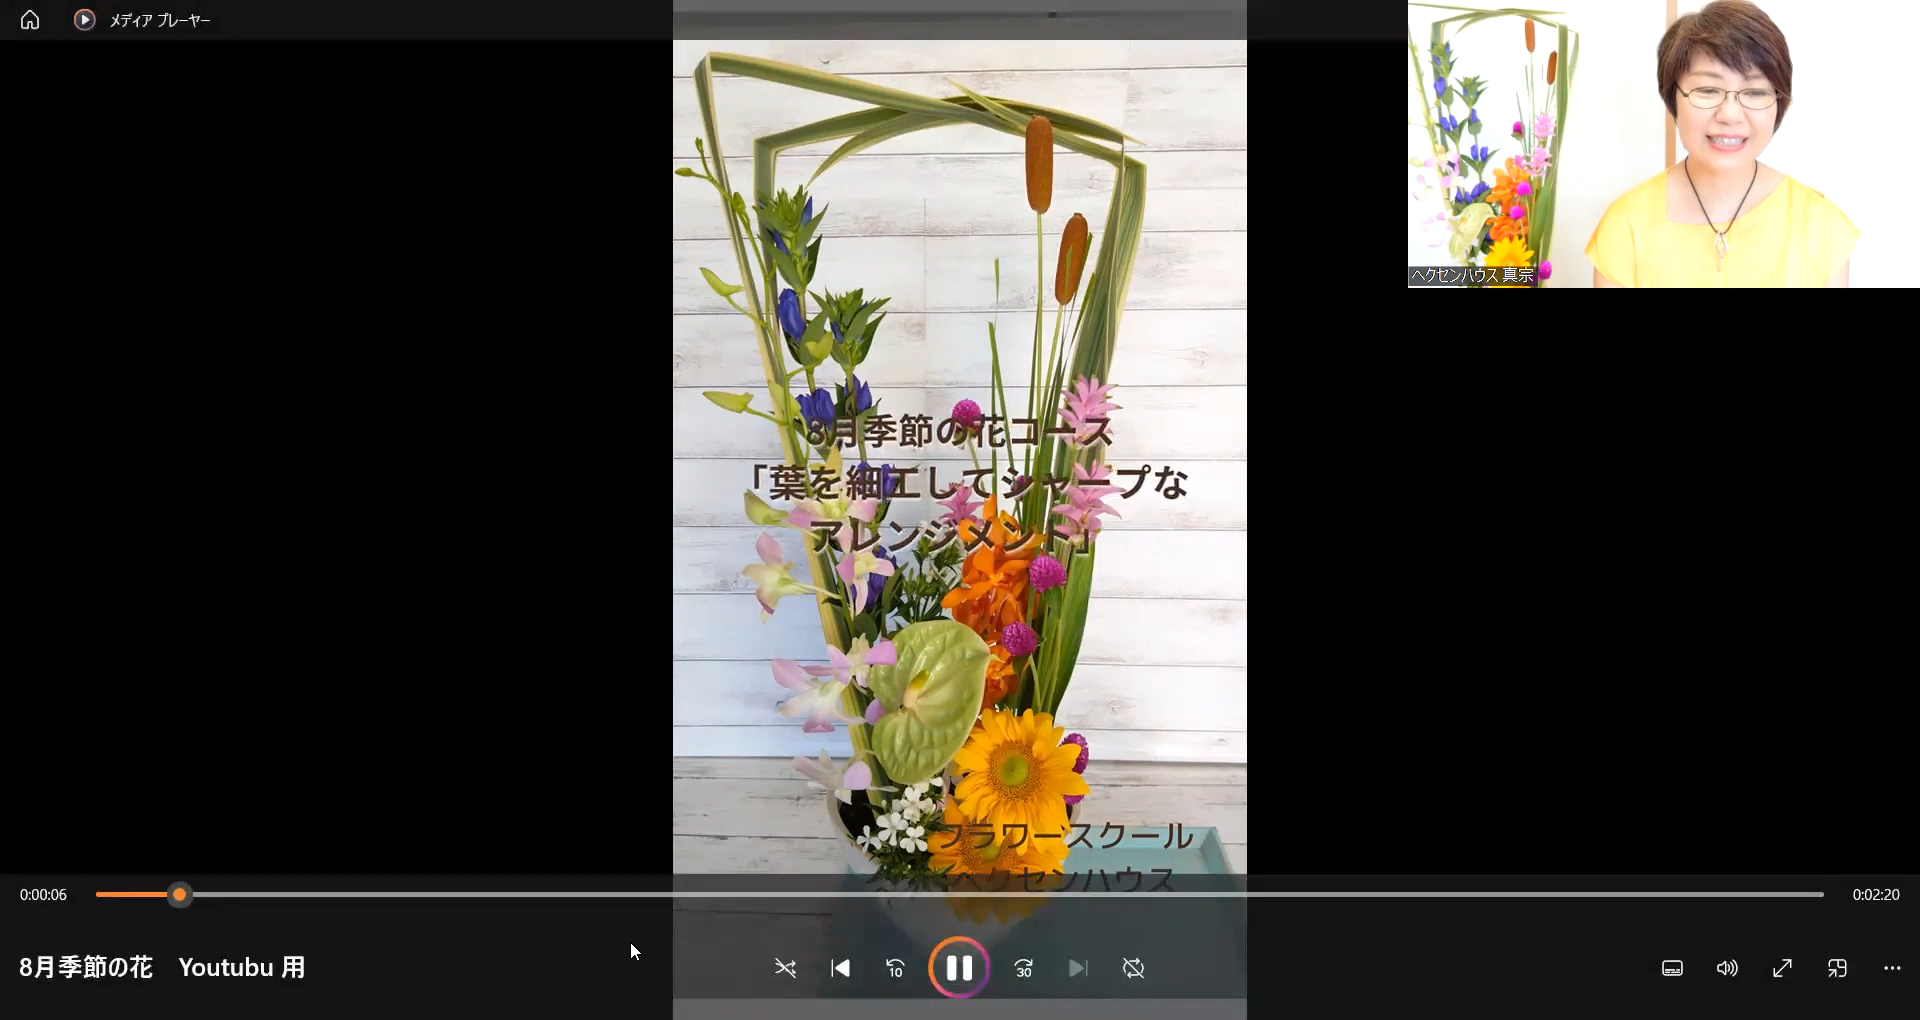 メディア プレーヤー
ヘクセンハウス 真宗
8月季節の花コース
「葉を細工してシャープな
アレンジメント」
フラワースクール
ヘクセンハウス
0:00:06
0:02:20
8月季節の花　Youtubu 用
10
30